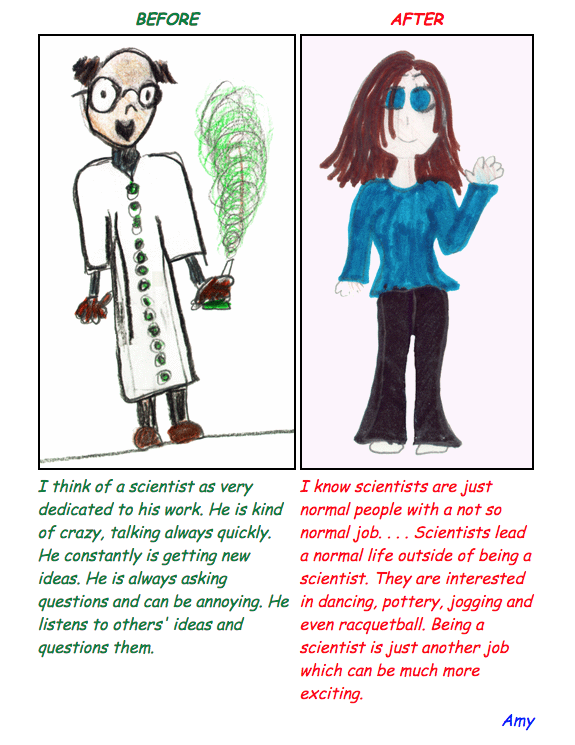 BEFORE
AFTER
I think of a scientist as very
dedicated to his work. He is kind
of crazy, talking always quickly.
He constantly is getting new
ideas. He is always asking
questions and can be annoying. He
listens to others' ideas and
questions them.
I know scientists are just
normal people with a not so
normal job. . . . Scientists lead
a normal life outside of being a
scientist. They are interested
in dancing, pottery, jogging and
even racquetball. Being a
scientist is just another job
which can be much more
exciting.
Amy